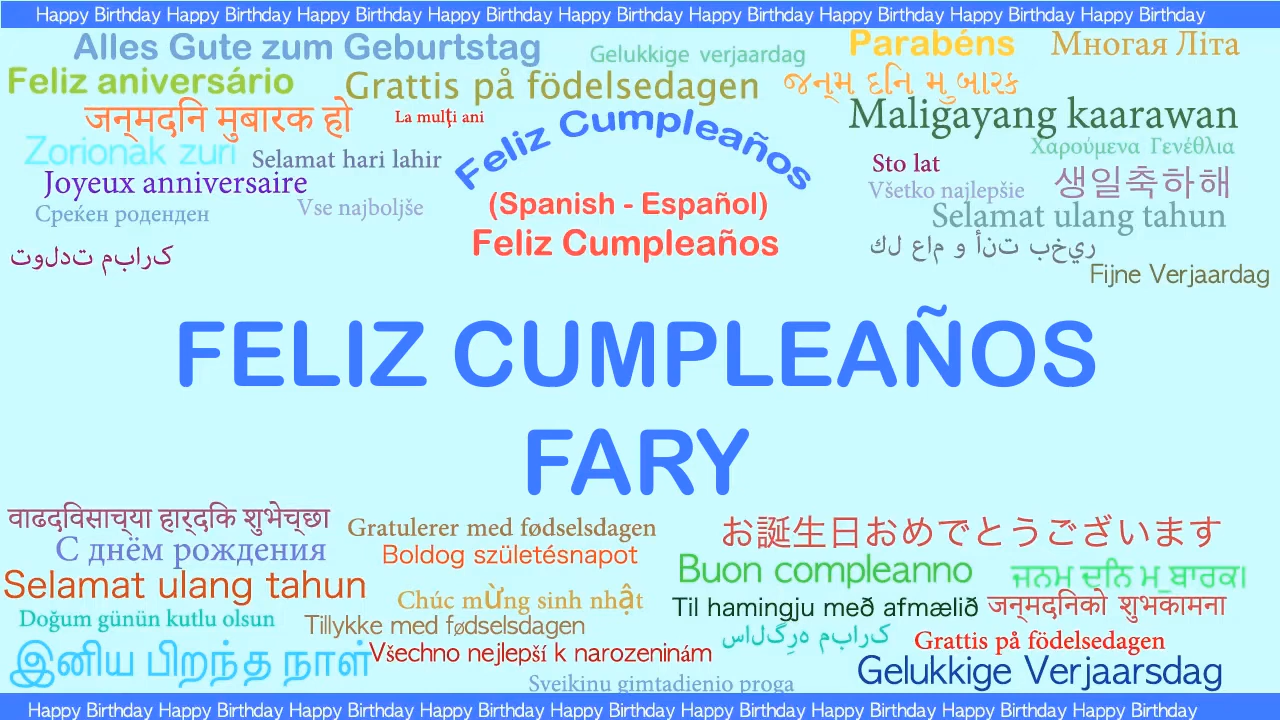 Happy Birthday Happy Birthday Happy Birthday Happy Birthday Happy Birthday Happy Birthday Happy Birthday Happy Birthday Happy Birthday
Alles Gute zum Geburtstag
Gelukkige verjaardag
Parabéns
Многая Літа
Feliz aniversário
Grattis på födelsedagen
જન્મ દિન મુબારક
जन्मदिन मुबारक हो
La mulţi ani
Feliz Cumpleaños
Maligayang kaarawan
Zorionak zuri
Selamat hari lahir
Χαρούμενα Γενέθλια
Sto lat
Joyeux anniversaire
Všetko najlepšie
생일축하해
Среќен роденден
Vse najboljše
(Spanish - Español)
Selamat ulang tahun
Feliz Cumpleaños
تولدت مبارک
كل عام و أنت بخير
Fijne Verjaardag
FELIZ CUMPLEAÑOS
FARY
वाढदिवसाच्या हार्दिक शुभेच्छा
Gratulerer med fødselsdagen
お誕生日おめでとうございます
С днём рождения
Boldog születésnapot
Buon compleanno
ਜਨਮ ਦਿਨ ਮੁਬਾਰਕ।
Selamat ulang tahun
Chúc mừng sinh nhật
Til hamingju með afmælið
जन्मदिनको शुभकामना
Doğum günün kutlu olsun
Tillykke med fødselsdagen
سالگرہ مبارک
Grattis på födelsedagen
இனிய பிறந்த நாள்
Všechno nejlepší k narozeninám
Gelukkige Verjaarsdag
Sveikinu gimtadienio proga
Happy Birthday Happy Birthday Happy Birthday Happy Birthday Happy Birthday Happy Birthday Happy Birthday Happy Birthday Happy Birthday